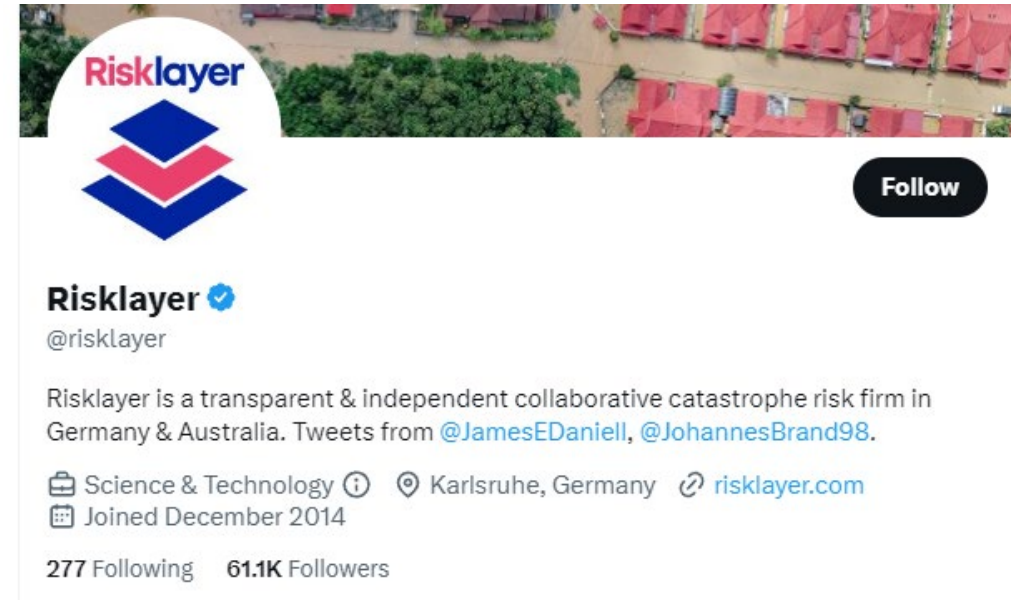 Risklayer
Follow
Risklayer
@risklayer
Risklayer is a transparent & independent collaborative catastrophe risk firm in
Germany & Australia. Tweets from @JamesEDaniell, @JohannesBrand98.
Science & Technology Karlsruhe, Germany risklayer.com
Joined December 2014
277 Following 61.1K Followers